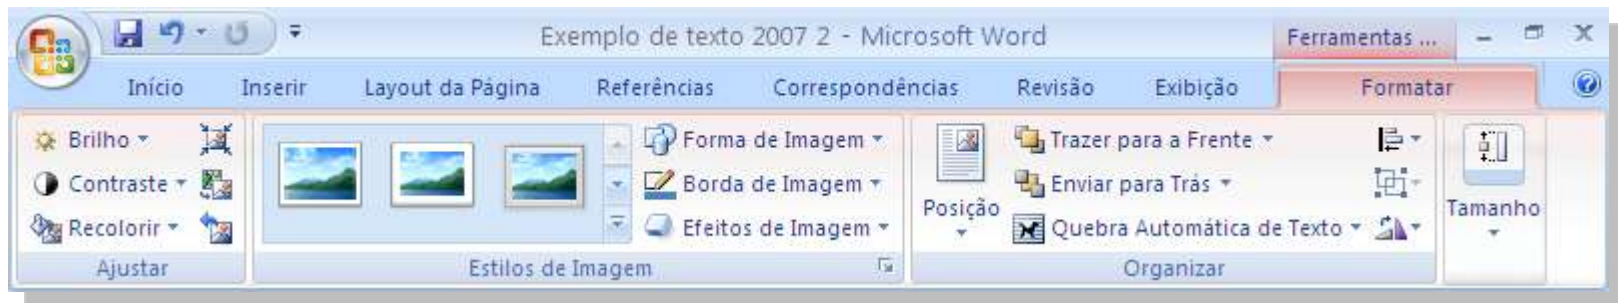 Exemplo de texto 2007 2 - Microsoft Word
Ferramentas ...
Início Inserir Layout da Página Referências Correspondências Revisão Exibição Formatar
Brilho
Contraste
Recolorir
Ajustar
Forma de Imagem
Borda de Imagem
Efeitos de Imagem
Estilos de Imagem
Posição
Trazer para a Frente
Enviar para Trás
Quebra Automática de Texto
Organizar
Tamanho